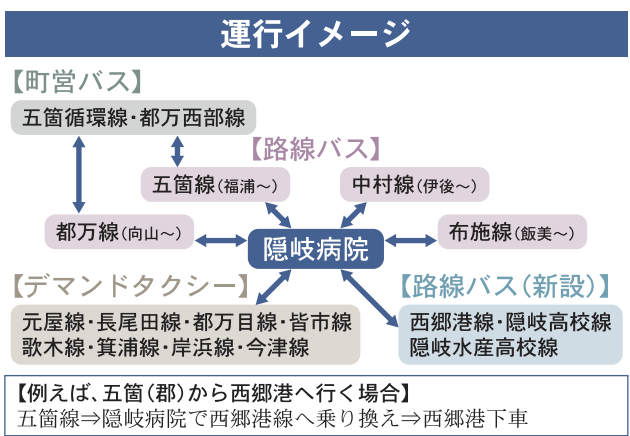 運行イメージ
【町営バス】
五箇循環線・都万西部線
【路線バス】
五箇線（福浦～）
中村線（伊後～）
都万線（向山～）
隠岐病院
布施線（飯美～）
【デマンドタクシー】
元屋線・長尾田線・都万目線・皆市線
歌木線・箕浦線・岸浜線・今津線
【路線バス（新設）】
西郷港線・隠岐高校線
隠岐水産高校線
【例えば、五箇（郡）から西郷港へ行く場合】
五箇線⇒隠岐病院で西郷港線へ乗り換え⇒西郷港下車